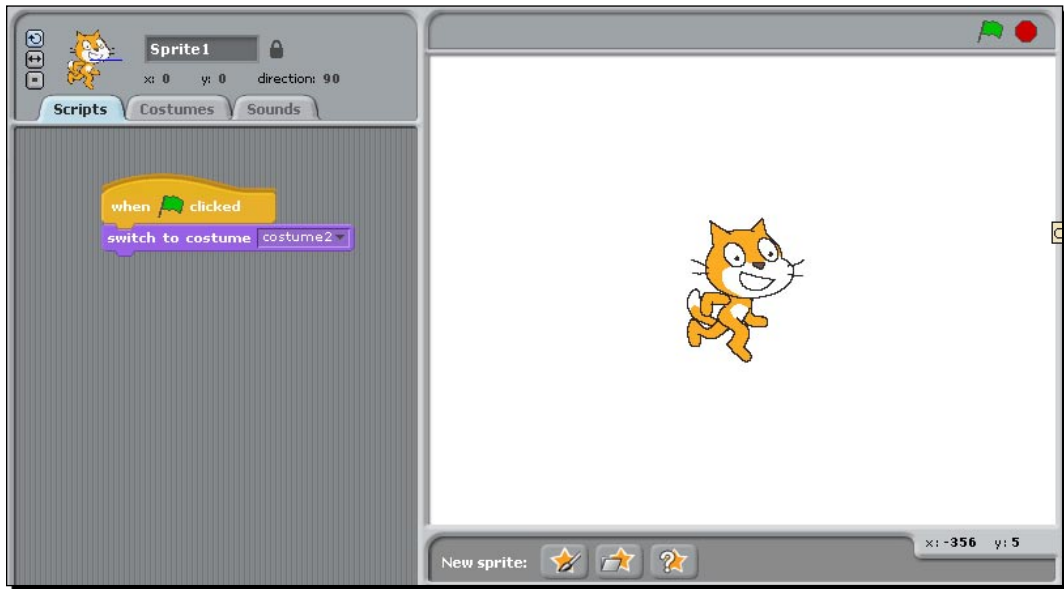 Sprite1
x: 0 y: 0 direction: 90
Scripts Costumes Sounds
when clicked
switch to costume costume2
New sprite:
x: -356 y: 5